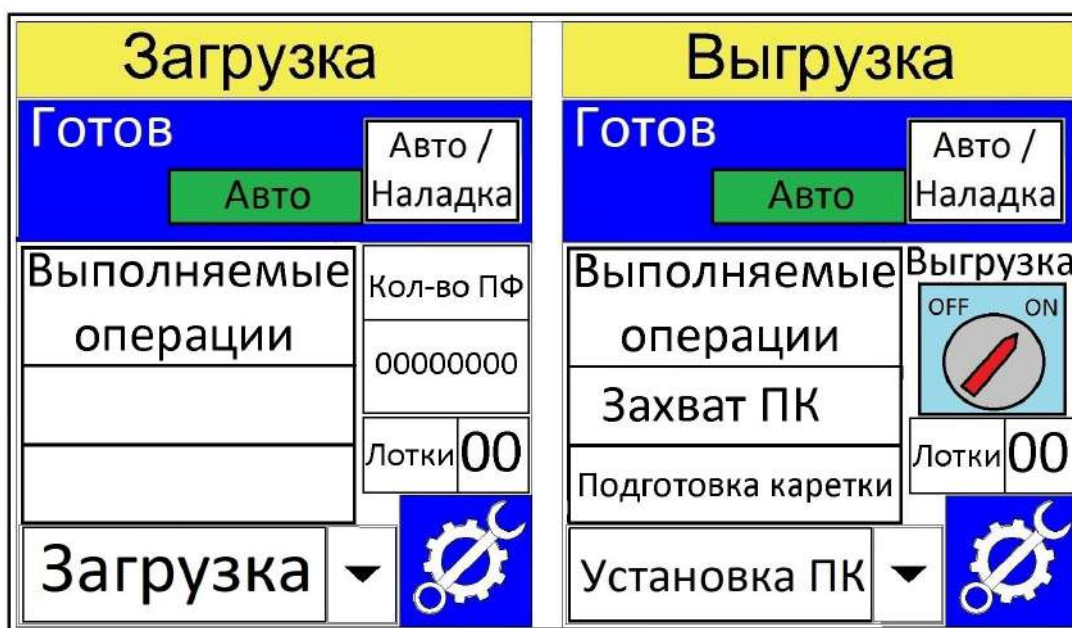 Загрузка
Готов
Авто /
Наладка
Авто
Выполняемые
операции
Кол-во ПФ
00000000
Лотки 00
Загрузка
Выгрузка
Готов
Авто /
Наладка
Авто
Выполняемые
операции
Выгрузка
OFF ON
Захват ПК
Лотки 00
Подготовка каретки
Установка ПК